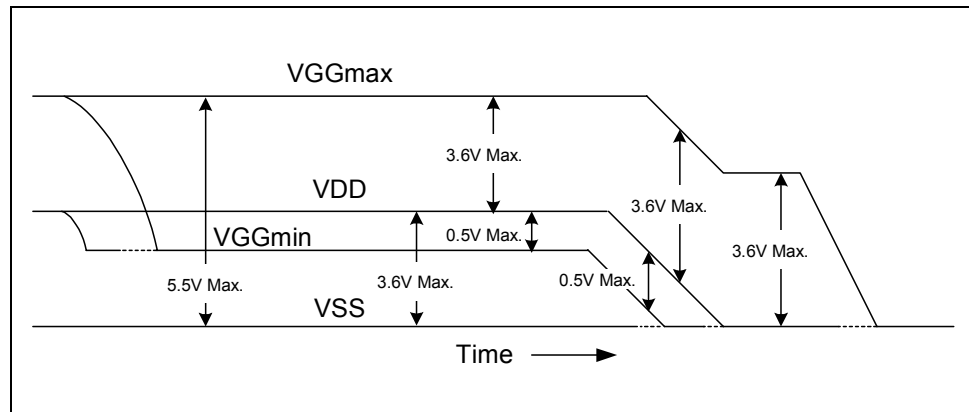 VGGmax
3.6V Max.
VDD
3.6V Max.
VGGmin
0.5V Max.
3.6V Max.
5.5V Max.
3.6V Max.
0.5V Max.
VSS
Time